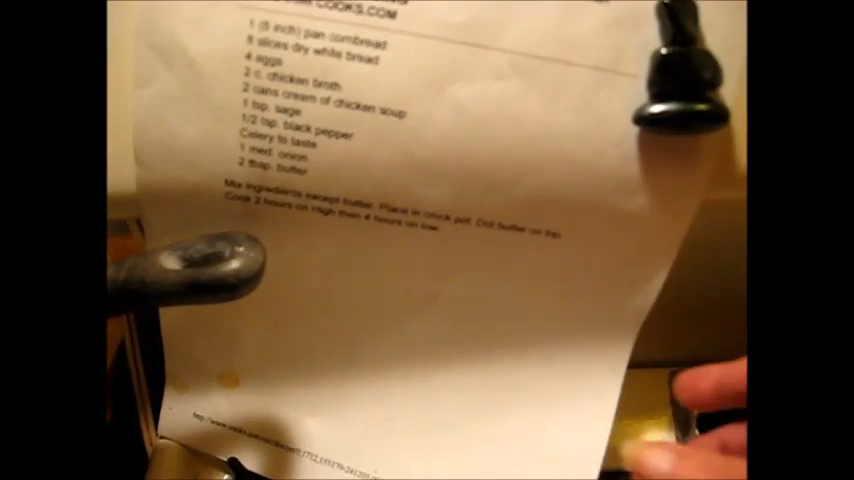 COOKS.COM
1 (8 inch) pan cornbread
8 slices dry white bread
4 eggs
2 c. chicken broth
2 cans cream of chicken soup
1 tsp. sage
1/2 tsp. black pepper
Celery to taste
1 med. onion
2 tbsp. butter
Mix ingredients except butter. Place in crock pot. Dot butter on top.
Cook 2 hours on High then 4 hours on low.